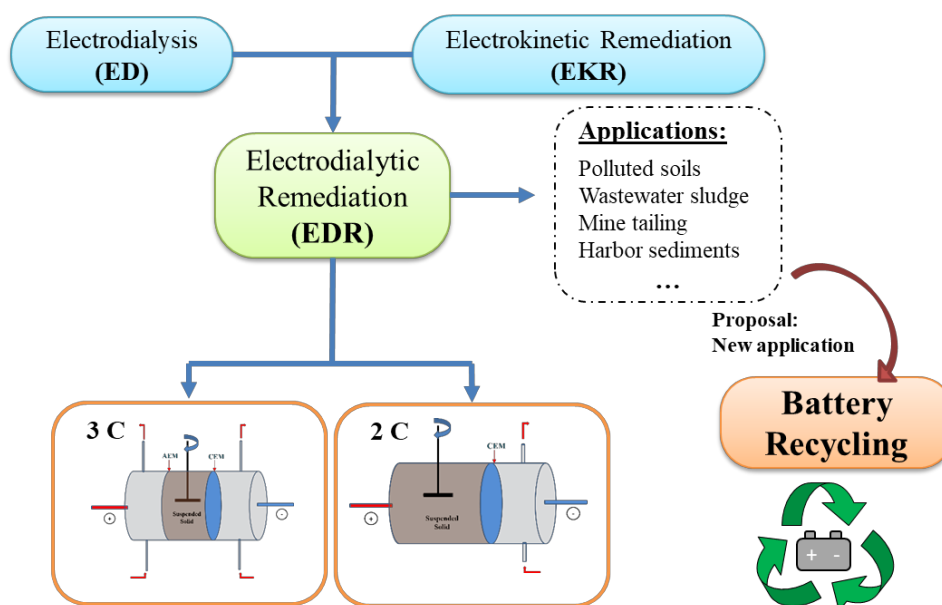 Electrodialysis
(ED)
Electrokinetic Remediation
(EKR)
Electrodialytic
Remediation
(EDR)
Applications:
Polluted soils
Wastewater sludge
Mine tailing
Harbor sediments
...
Proposal:
New application
Battery
Recycling
3 C
AEM
CEM
Suspended
Solid
+
-
2 C
CEM
Suspended
Solid
+
-
+ -